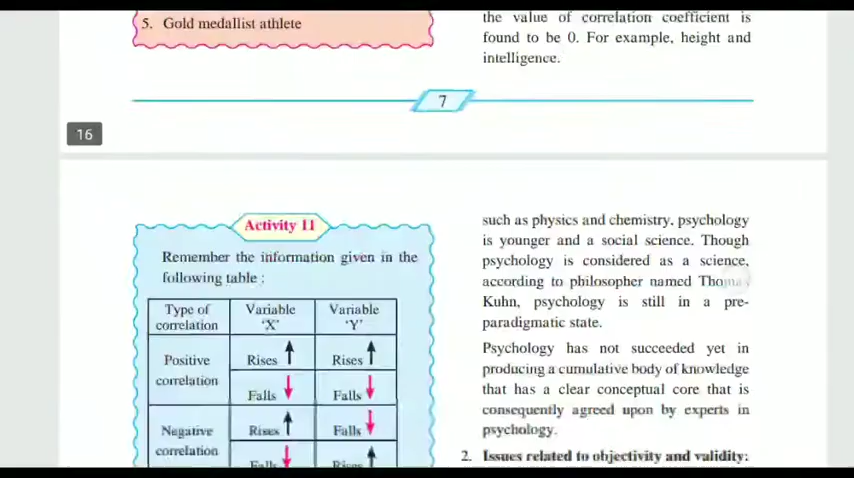 5. Gold medallist athlete
the value of correlation coefficient is
found to be 0. For example, height and
intelligence.
7
16
Activity 11
Remember the information given in the
following table :
Type of correlation Variable 'X' Variable 'Y'
Positive correlation Rises Rises
Falls Falls
Negative correlation Rises Falls
Falls Rises
such as physics and chemistry, psychology
is younger and a social science. Though
psychology is considered as a science,
according to philosopher named Thomas
Kuhn, psychology is still in a pre-
paradigmatic state.
Psychology has not succeeded yet in
producing a cumulative body of knowledge
that has a clear conceptual core that is
consequently agreed upon by experts in
psychology.
2. Issues related to objectivity and validity: